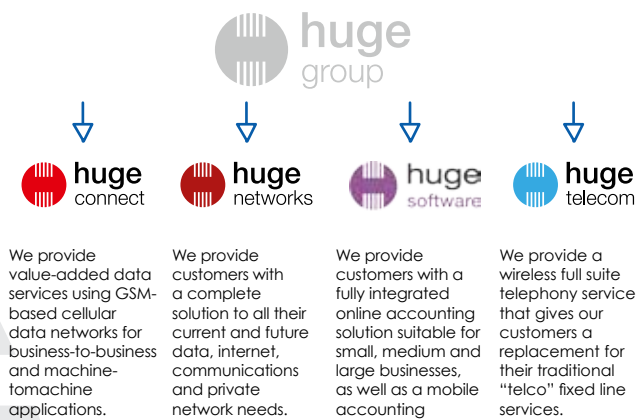 huge
group
huge
connect
huge
networks
huge
software
huge
telecom
We provide
value-added data
services using GSM-
based cellular
data networks for
business-to-business
and machine-
tomachine
applications.
We provide
customers with
a complete
solution to all their
current and future
data, internet,
communications
and private
network needs.
We provide
customers with a
fully integrated
online accounting
solution suitable for
small, medium and
large businesses,
as well as a mobile
accounting
We provide a
wireless full suite
telephony service
that gives our
customers a
replacement for
their traditional
“telco” fixed line
services.